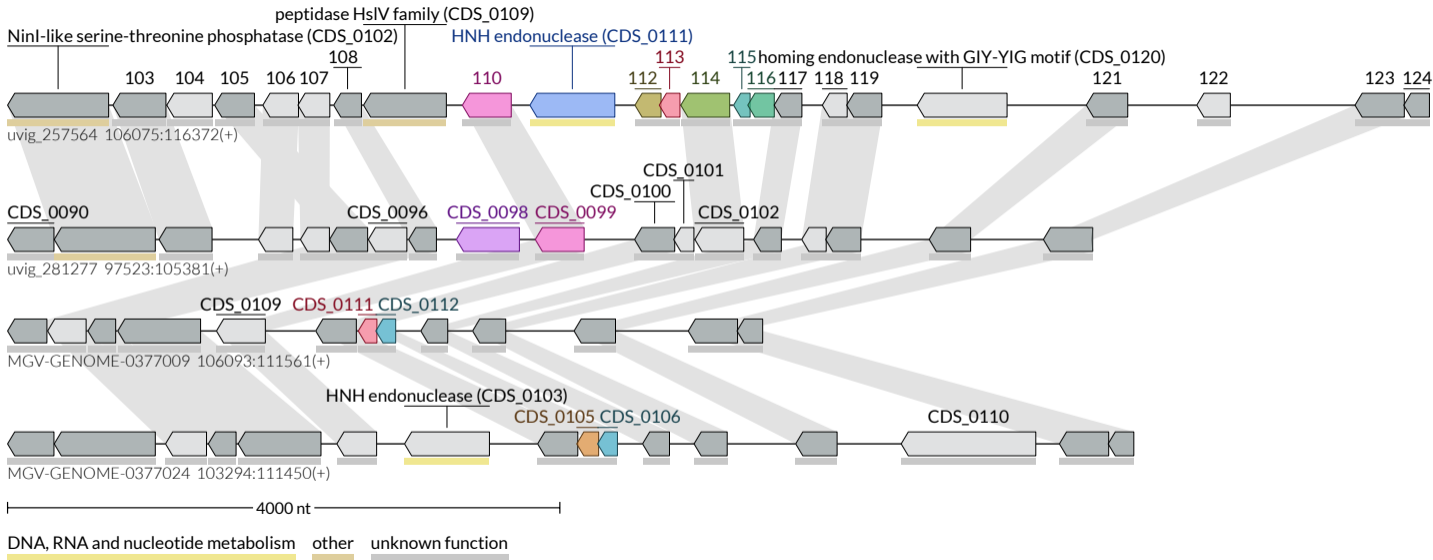 peptidase HslV family (CDS_0109)
NinI-like serine-threonine phosphatase (CDS_0102) HNH endonuclease (CDS_0111)
108 113 115 homing endonuclease with GIY-YIG motif (CDS_0120)
103 104 105 106 107 110 112 114 116 117 118 119 121 122 123 124
uvig_257564 106075:116372(+)
CDS_0101
CDS_0100
CDS_0090 CDS_0096 CDS_0098 CDS_0099 CDS_0102
uvig_281277 97523:105381(+)
CDS_0109 CDS_0111 CDS_0112
MGV-GENOME-0377009 106093:111561(+)
HNH endonuclease (CDS_0103)
CDS_0105 CDS_0106 CDS_0110
MGV-GENOME-0377024 103294:111450(+)
4000 nt
DNA, RNA and nucleotide metabolism other unknown function